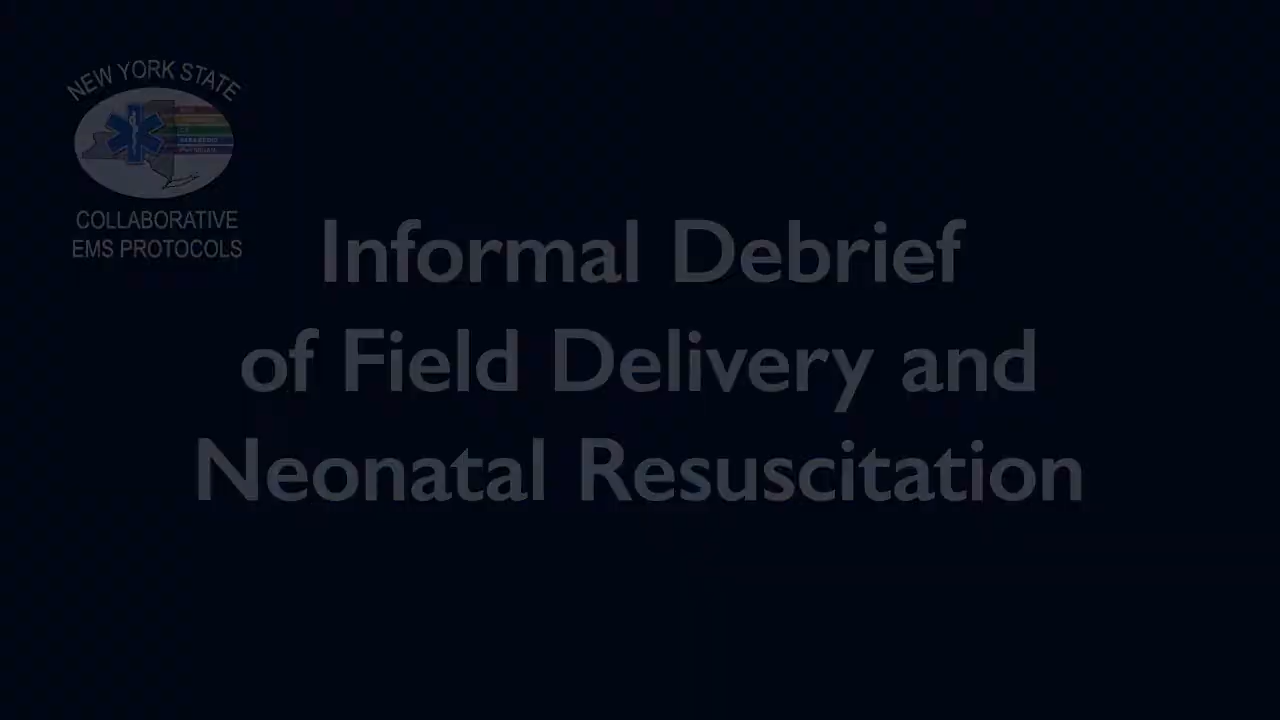 NEW YORK STATE
COLLABORATIVE
EMS PROTOCOLS
Informal Debrief
of Field Delivery and
Neonatal Resuscitation